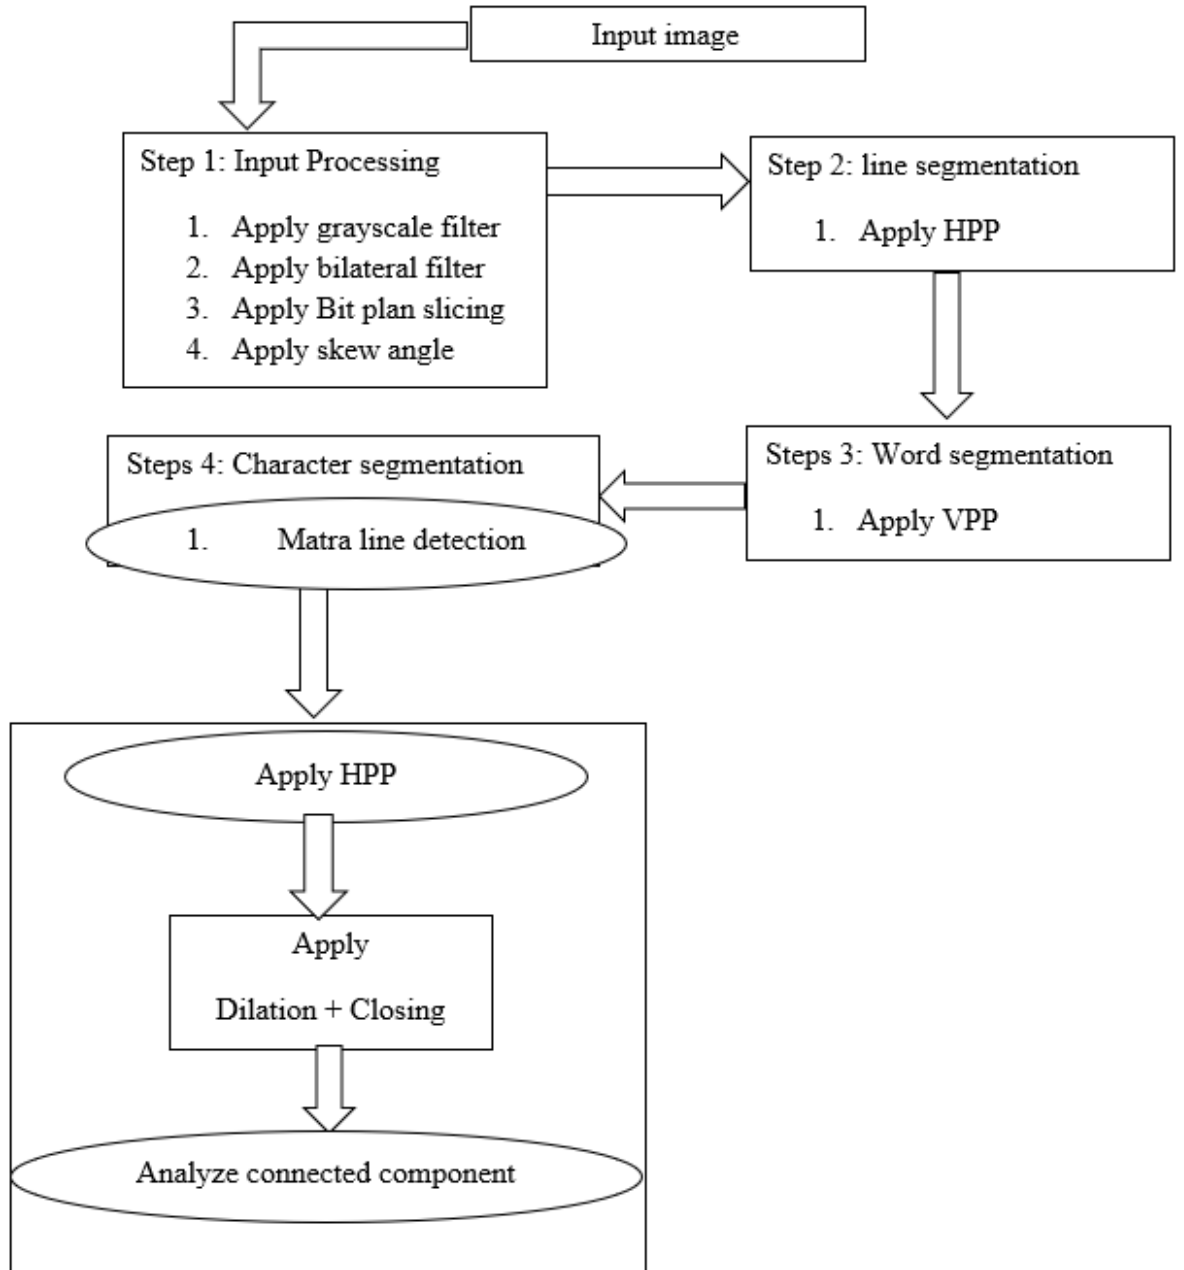 Input image
Step 1: Input Processing
1. Apply grayscale filter
2. Apply bilateral filter
3. Apply Bit plan slicing
4. Apply skew angle
Step 2: line segmentation
1. Apply HPP
Steps 3: Word segmentation
1. Apply VPP
Steps 4: Character segmentation
1. Matra line detection
Apply HPP
Apply
Dilation + Closing
Analyze connected component